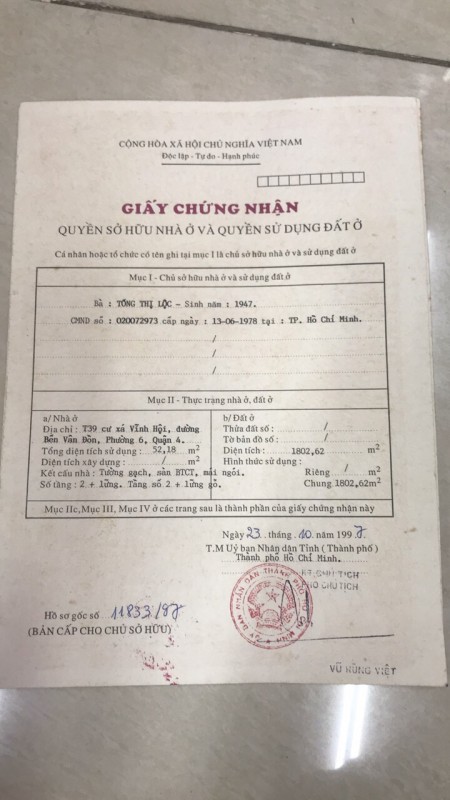 CỘNG HÒA XÃ HỘI CHỦ NGHĨA VIỆT NAM
Độc lập - Tự do - Hạnh phúc
GIẤY CHỨNG NHẬN
QUYỀN SỞ HỮU NHÀ Ở VÀ QUYỀN SỬ DỤNG ĐẤT Ở
Cá nhân hoặc tổ chức có tên ghi tại mục I là chủ sở hữu nhà ở và sử dụng đất ở
Mục I - Chủ sở hữu nhà ở và sử dụng đất ở
Bà : TỐNG THỊ LỘC - Sinh năm : 1947.
CMND số : 020072973 cấp ngày : 13-06-1978 tại : TP. Hồ Chí Minh.
/
/
/
Mục II - Thực trạng nhà ở, đất ở
a/ Nhà ở
Địa chỉ : T39 cư xá Vĩnh Hội, đường
Bến Vân Đồn, Phường 6, Quận 4.
Tổng diện tích sử dụng : 52,18 m2
Diện tích xây dựng : / m2
Kết cấu nhà : Tường gạch, sàn BTCT, mái ngói.
Số tầng : 2 + lửng. Tầng số 2 + lửng gỗ.
b/ Đất ở
Thửa đất số : /
Tờ bản đồ số : /
Diện tích : 1802,62 m2
Hình thức sử dụng :
Riêng / m2
Chung 1802,62m2
Mục IIc, Mục III, Mục IV ở các trang sau là thành phần của giấy chứng nhận này
Ngày 23 tháng 10 năm 1997
T.M Uỷ ban Nhân dân Tỉnh (Thành phố)
Thành phố Hồ Chí Minh
KT. CHỦ TỊCH
PHÓ CHỦ TỊCH
Hồ sơ gốc số 11833/97
(BẢN CẤP CHO CHỦ SỞ HỮU)
VŨ HÙNG VIỆT